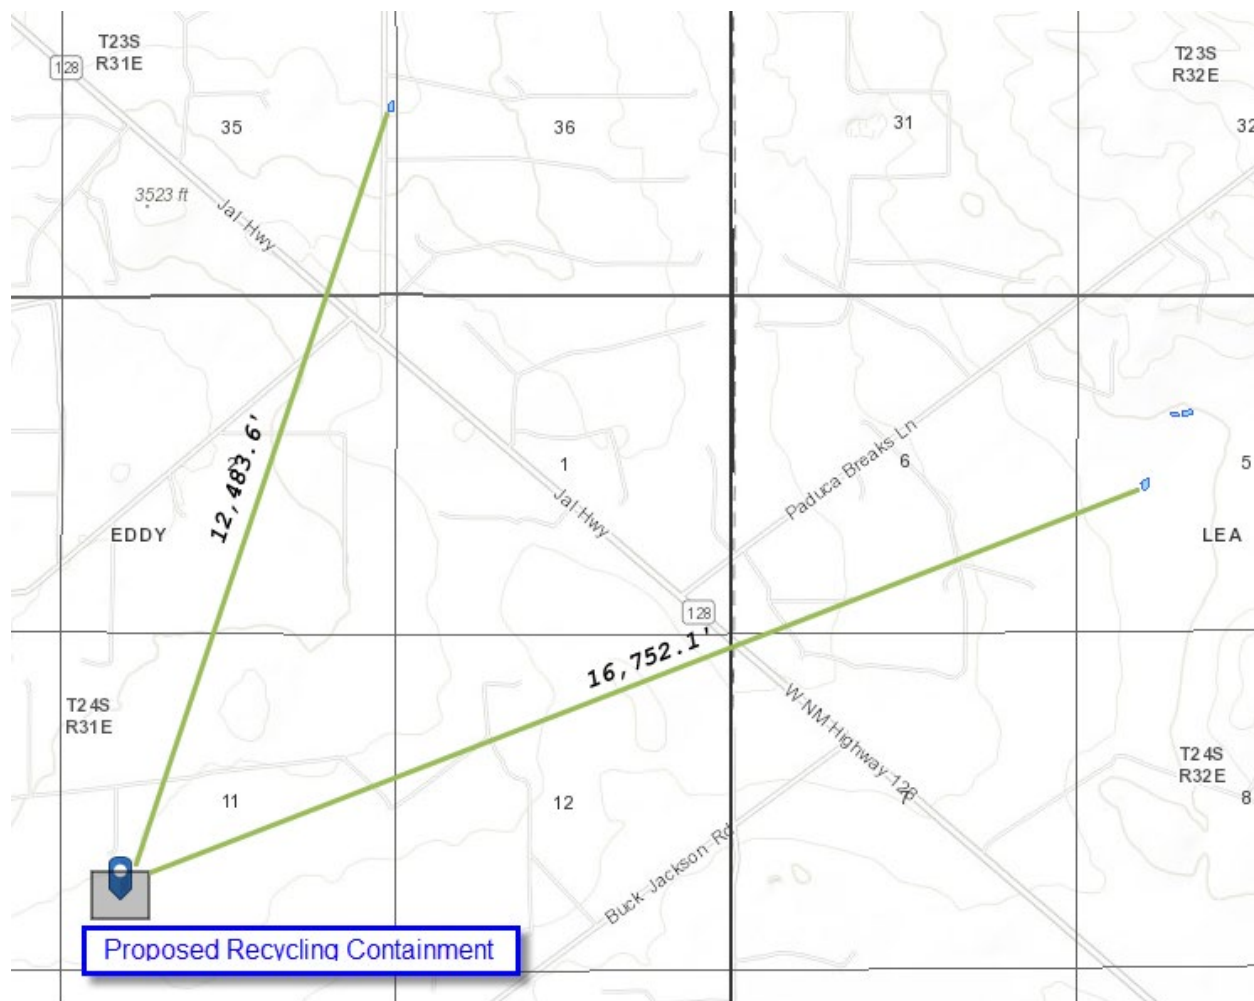 T23S
R31E
128
T23S
R32E
35
36
31
32
3523 ft
Jal Hwy
12,483.6'
1
6
5
Paduca Breaks Ln
Jal Hwy
EDDY
LEA
128
16,752.1'
T24S
R31E
W NM Highway 128
T24S
R32E
11
12
8
Buck Jackson Rd
Proposed Recycling Containment